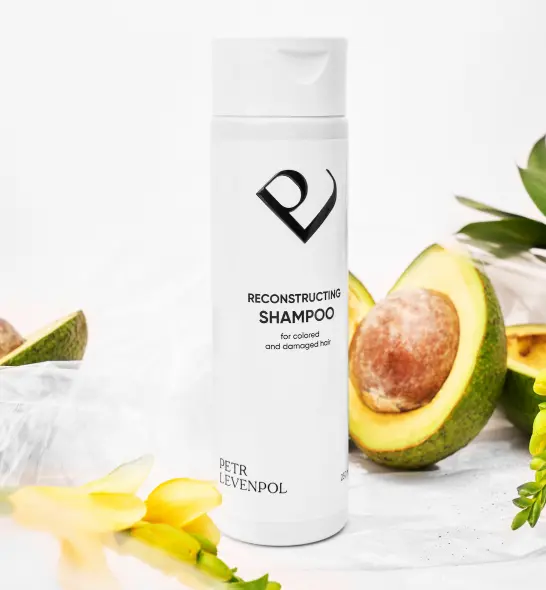 RECONSTRUCTING
SHAMPOO
for colored
and damaged hair
PETR
LEVENPOL